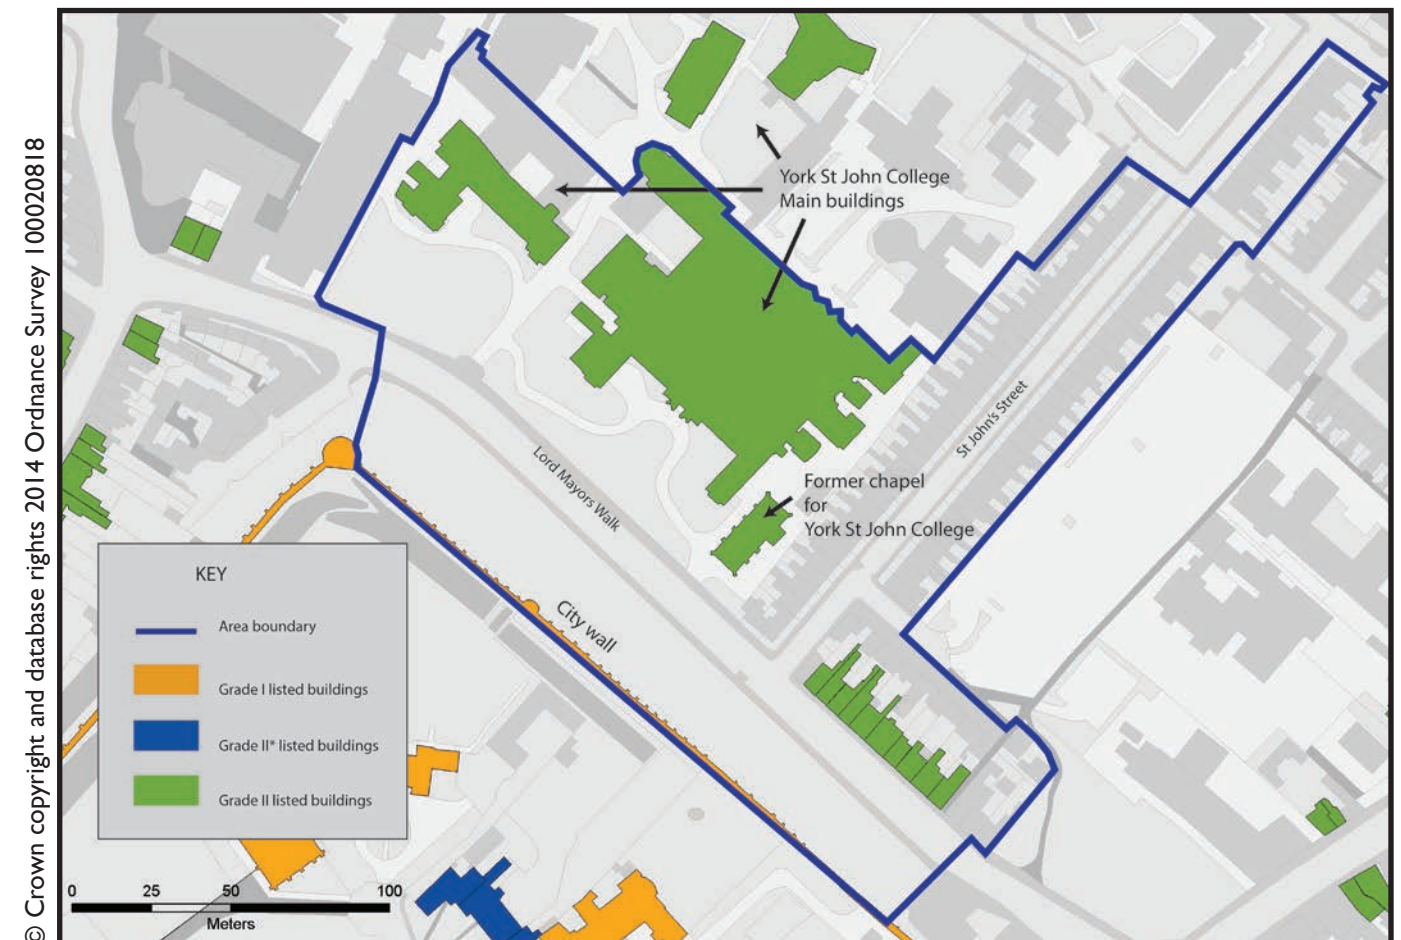 © Crown copyright and database rights 2014 Ordnance Survey 100020818
York St John College
Main buildings
St John's Street
Lord Mayors Walk
Former chapel
for
York St John College
City wall
KEY
Area boundary
Grade I listed buildings
Grade II* listed buildings
Grade II listed buildings
0 25 50 100
Meters